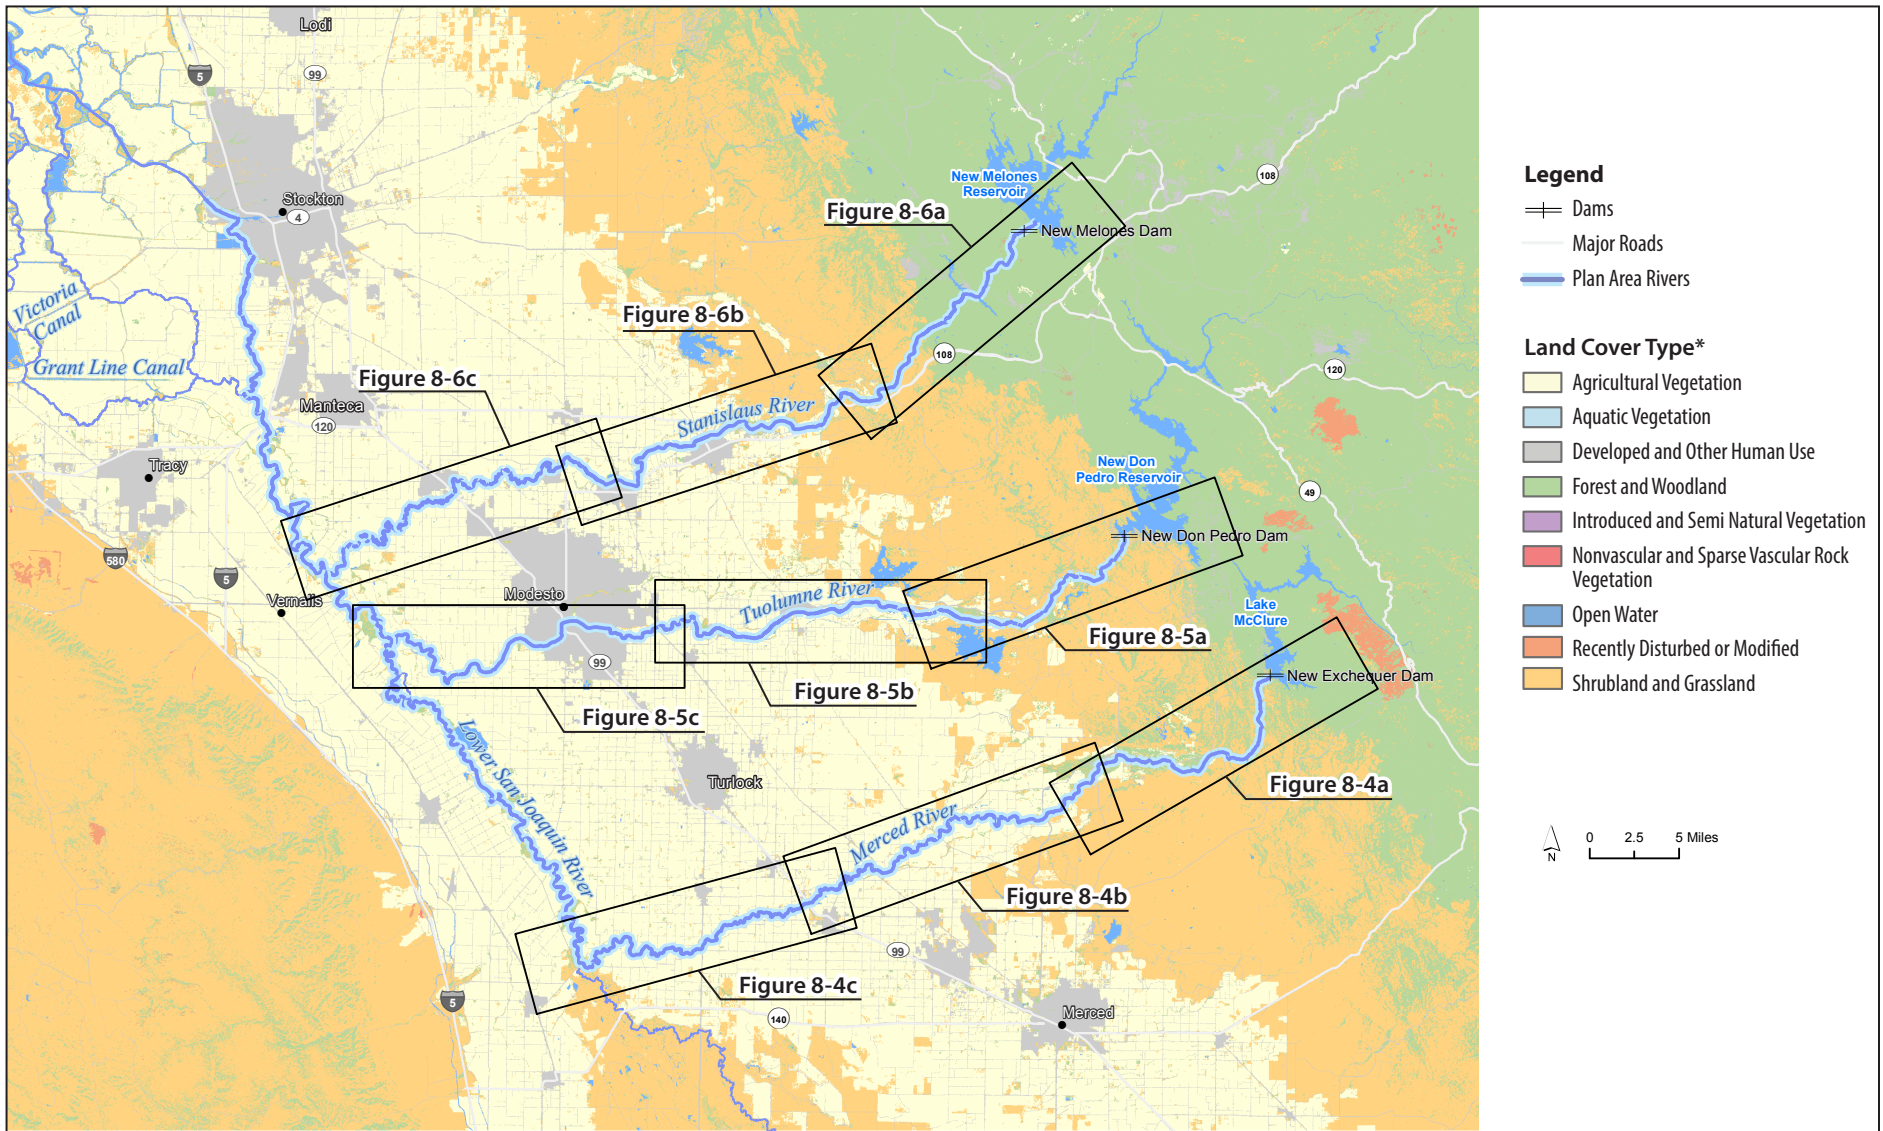 Lodi
5
99
Stockton
4
New Melones
Reservoir
108
Figure 8-6a
New Melones Dam
Victoria
Canal
Grant Line Canal
Figure 8-6b
108
120
Figure 8-6c
Manteca
120
Stanislaus River
Tracy
New Don
Pedro Reservoir
49
580
5
New Don Pedro Dam
Vernalis
Modesto
Tuolumne River
Lake
McClure
Figure 8-5a
99
New Exchequer Dam
Figure 8-5b
Figure 8-5c
Lower San Joaquin River
Turlock
Figure 8-4a
Merced River
Figure 8-4b
99
Figure 8-4c
5
140
Merced
Legend
Dams
Major Roads
Plan Area Rivers
Land Cover Type*
Agricultural Vegetation
Aquatic Vegetation
Developed and Other Human Use
Forest and Woodland
Introduced and Semi Natural Vegetation
Nonvascular and Sparse Vascular Rock
Vegetation
Open Water
Recently Disturbed or Modified
Shrubland and Grassland
N
0 2.5 5 Miles